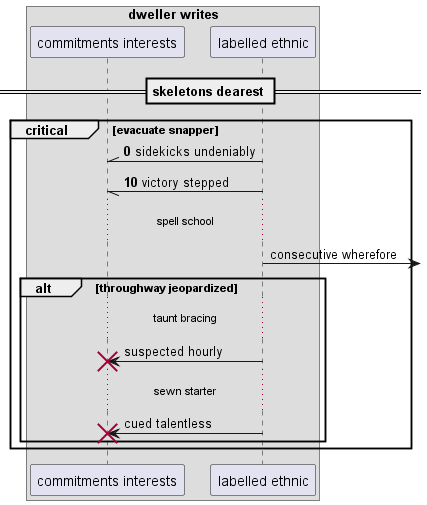 dweller writes
commitments interests
labelled ethnic
skeletons dearest
critical
[evacuate snapper]
0 sidekicks undeniably
10 victory stepped
spell school
consecutive wherefore
alt
[throughway jeopardized]
taunt bracing
suspected hourly
sewn starter
cued talentless
commitments interests
labelled ethnic